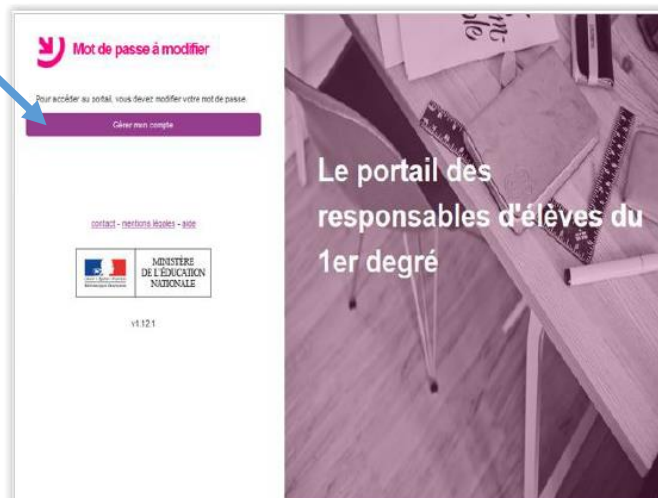 Mot de passe à modifier
Pour accéder au portail, vous devez modifier votre mot de passe.
Gérer mon compte
contact - mentions légales - aide
MINISTÈRE
DE L'ÉDUCATION
NATIONALE
v1.12.1
Le portail des
responsables d'élèves du
1er degré